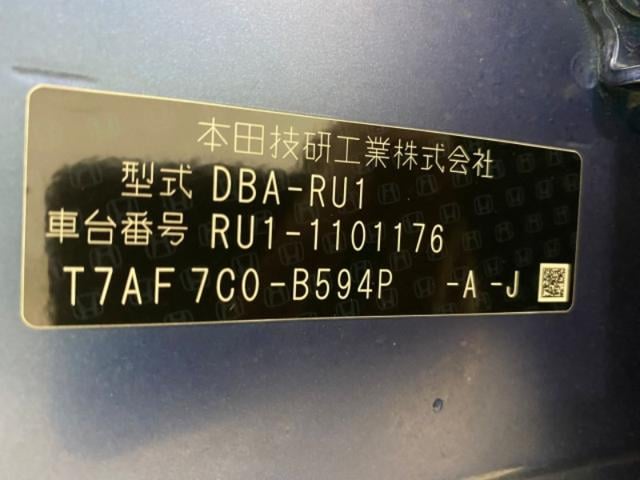 本田技研工業株式会社
型式 DBA-RU1
車台番号 RU1-1101176
T7AF 7C0-B594P -A -J